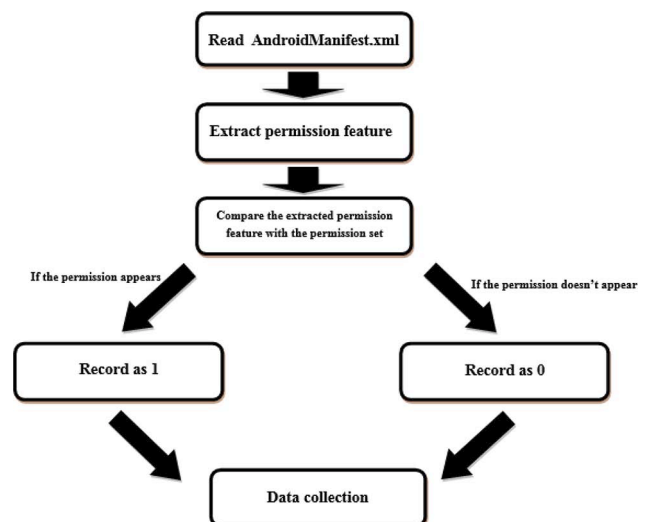 Read AndroidManifest.xml
Extract permission feature
Compare the extracted permission
feature with the permission set
If the permission appears
If the permission doesn't appear
Record as 1
Record as 0
Data collection